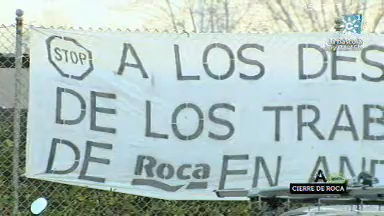 STOP A LOS DES
DE LOS TRAB
DE Roca EN AN
CIERRE DE ROCA